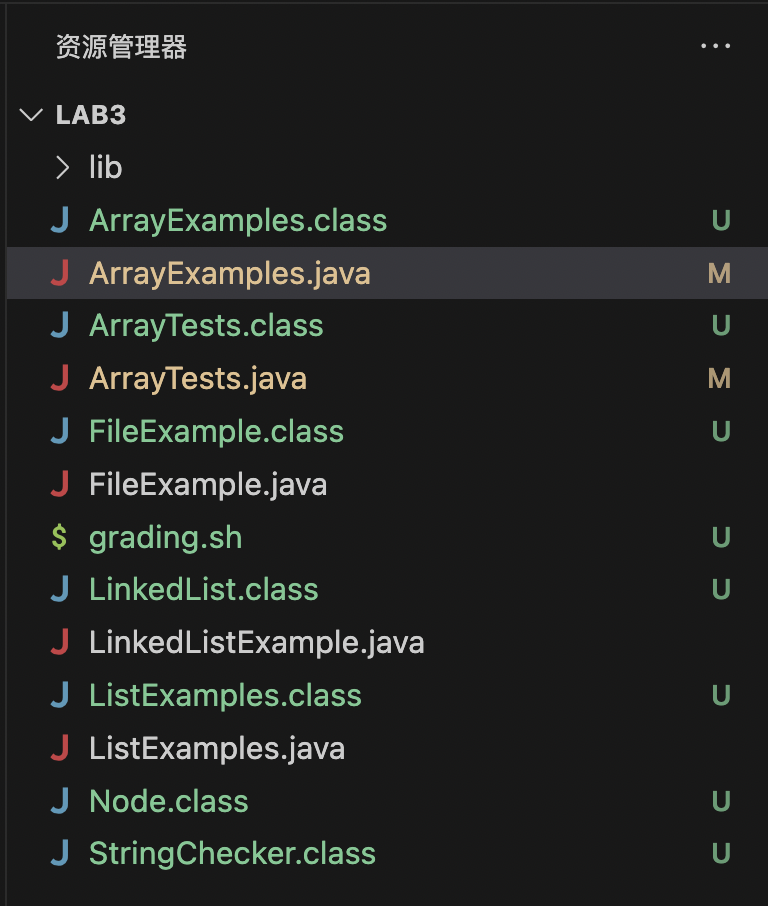 资源管理器 ...
LAB3
lib
ArrayExamples.class U
ArrayExamples.java M
ArrayTests.class U
ArrayTests.java M
FileExample.class U
FileExample.java
$ grading.sh U
LinkedList.class U
LinkedListExample.java
ListExamples.class U
ListExamples.java
Node.class U
StringChecker.class U